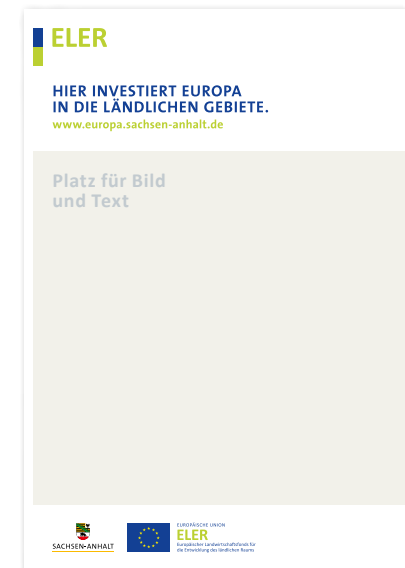 ELER
HIER INVESTIERT EUROPA
IN DIE LÄNDLICHEN GEBIETE.
www.europa.sachsen-anhalt.de
Platz für Bild
und Text
SACHSEN-ANHALT
EUROPÄISCHE UNION
ELER
Europäischer Landwirtschaftsfonds für
die Entwicklung des ländlichen Raums